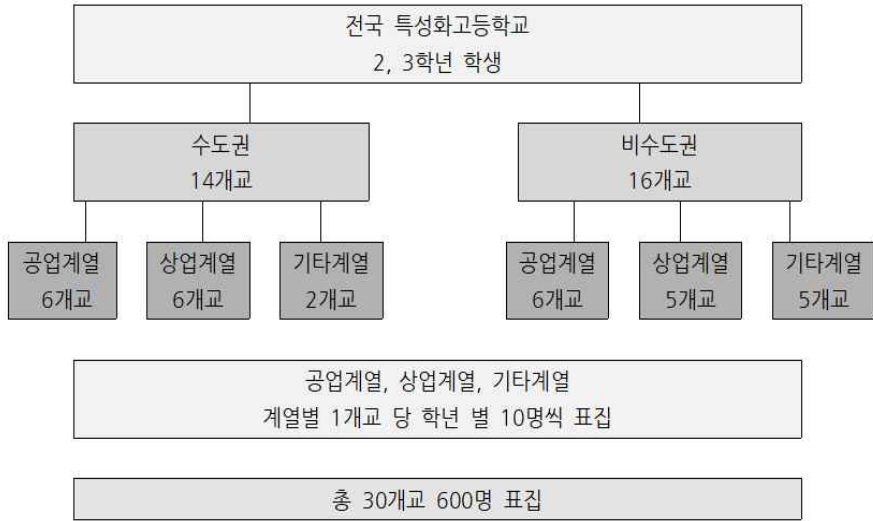 전국 특성화고등학교
2, 3학년 학생
수도권
14개교
비수도권
16개교
공업계열
6개교
상업계열
6개교
기타계열
2개교
공업계열
6개교
상업계열
5개교
기타계열
5개교
공업계열, 상업계열, 기타계열
계열별 1개교 당 학년 별 10명씩 표집
총 30개교 600명 표집